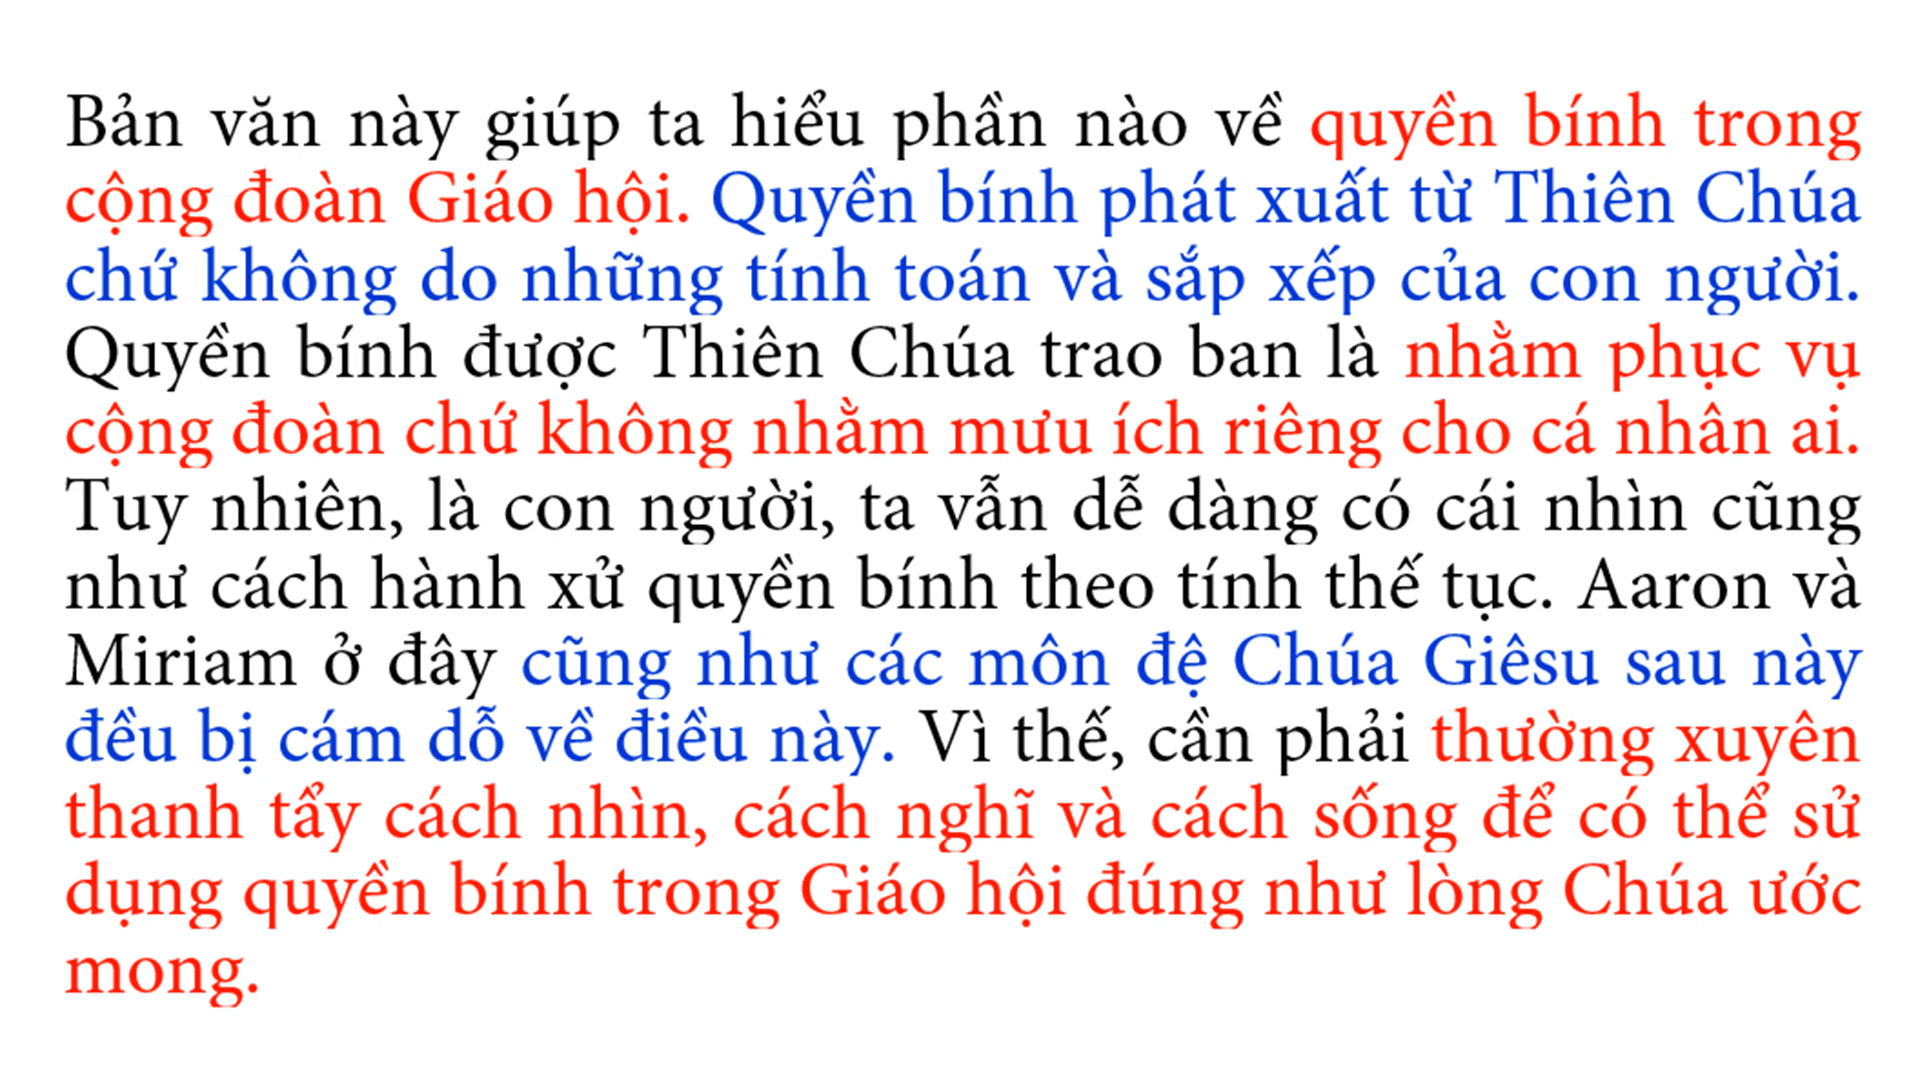 Bản văn này giúp ta hiểu phần nào về quyền bính trong
cộng đoàn Giáo hội. Quyền bính phát xuất từ Thiên Chúa
chứ không do những tính toán và sắp xếp của con người.
Quyền bính được Thiên Chúa trao ban là nhằm phục vụ
cộng đoàn chứ không nhằm mưu ích riêng cho cá nhân ai.
Tuy nhiên, là con người, ta vẫn dễ dàng có cái nhìn cũng
như cách hành xử quyền bính theo tính thế tục. Aaron và
Miriam ở đây cũng như các môn đệ Chúa Giêsu sau này
đều bị cám dỗ về điều này. Vì thế, cần phải thường xuyên
thanh tẩy cách nhìn, cách nghĩ và cách sống để có thể sử
dụng quyền bính trong Giáo hội đúng như lòng Chúa ước
mong.